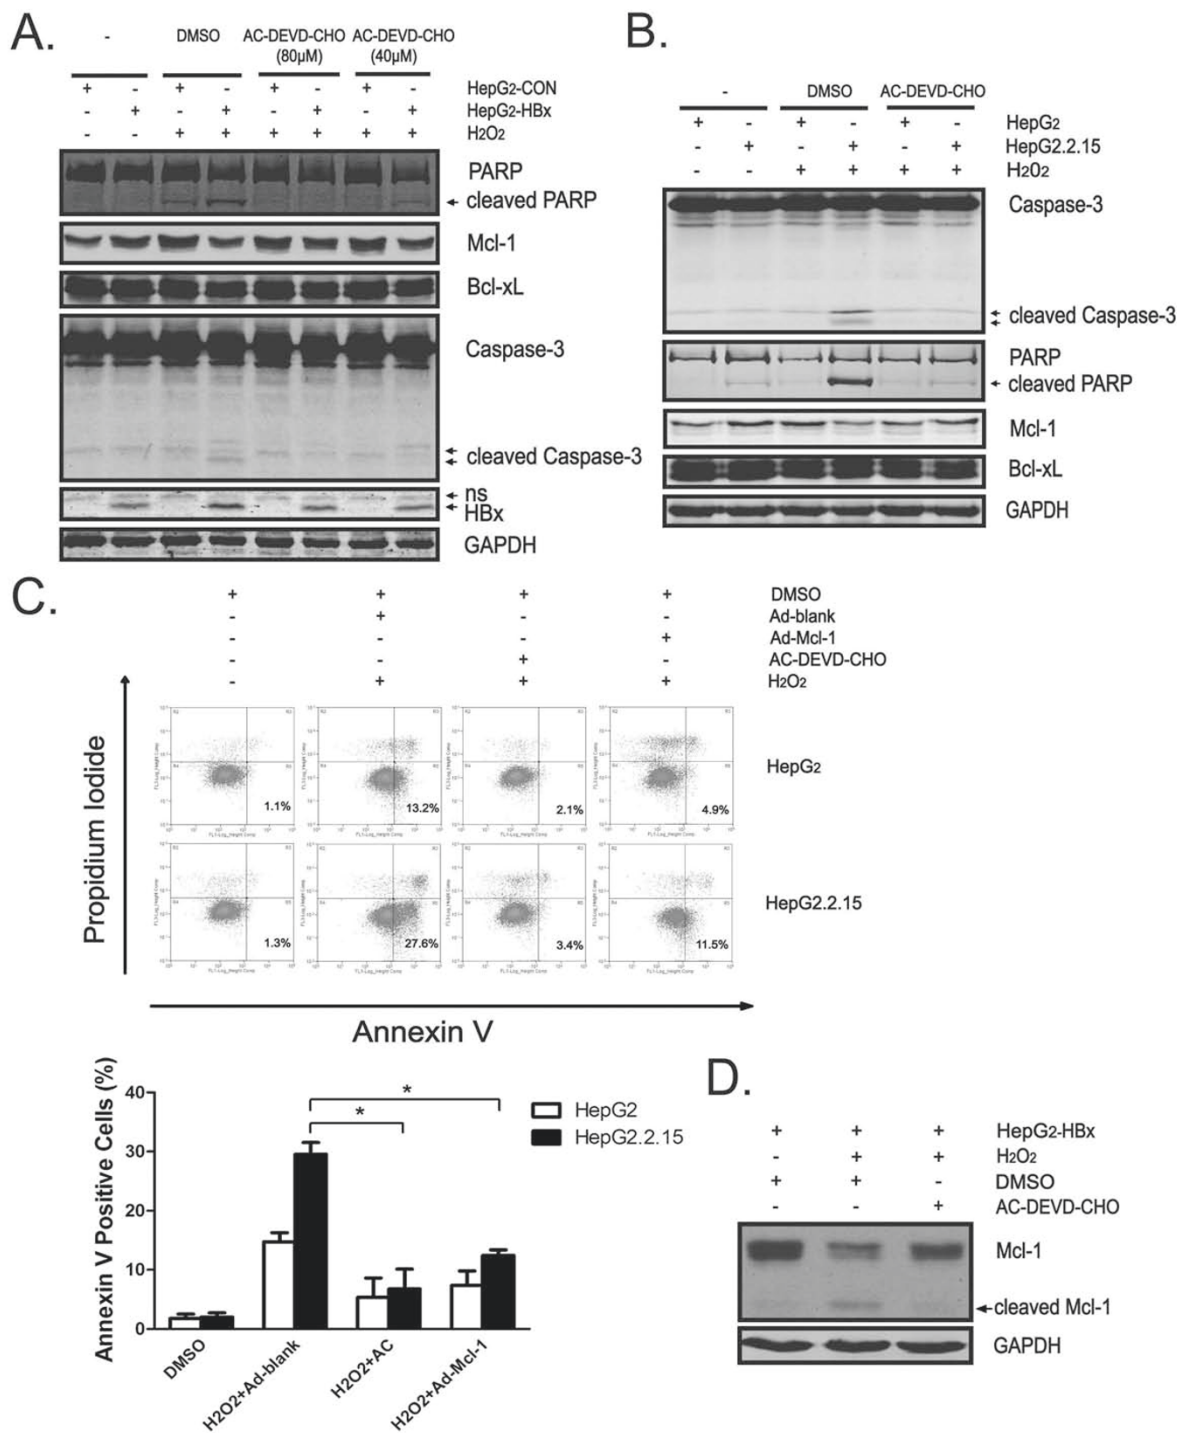 A.
- DMSO AC-DEVD-CHO AC-DEVD-CHO
(80μM) (40μM)
+ - + - + - + - HepG2-CON
- + - + - + - + HepG2-HBx
- - + + + + + + H2O2
PARP
cleaved PARP
Mcl-1
Bcl-xL
Caspase-3
cleaved Caspase-3
ns
HBx
GAPDH
B.
- DMSO AC-DEVD-CHO
+ - + - + - HepG2
- + - + - + HepG2.2.15
- - + + + + H2O2
Caspase-3
cleaved Caspase-3
PARP
cleaved PARP
Mcl-1
Bcl-xL
GAPDH
C.
+ + + + DMSO
- + - - Ad-blank
- - - + Ad-Mcl-1
- - + - AC-DEVD-CHO
- + + + H2O2
Propidium Iodide
1.1% 13.2% 2.1% 4.9%
HepG2
1.3% 27.6% 3.4% 11.5%
HepG2.2.15
Annexin V
Annexin V Positive Cells (%)
40
30
20
10
0
* *
HepG2
HepG2.2.15
DMSO
H2O2+Ad-blank
H2O2+AC
H2O2+Ad-Mcl-1
D.
+ + + HepG2-HBx
- + + H2O2
+ + - DMSO
- - + AC-DEVD-CHO
Mcl-1
cleaved Mcl-1
GAPDH